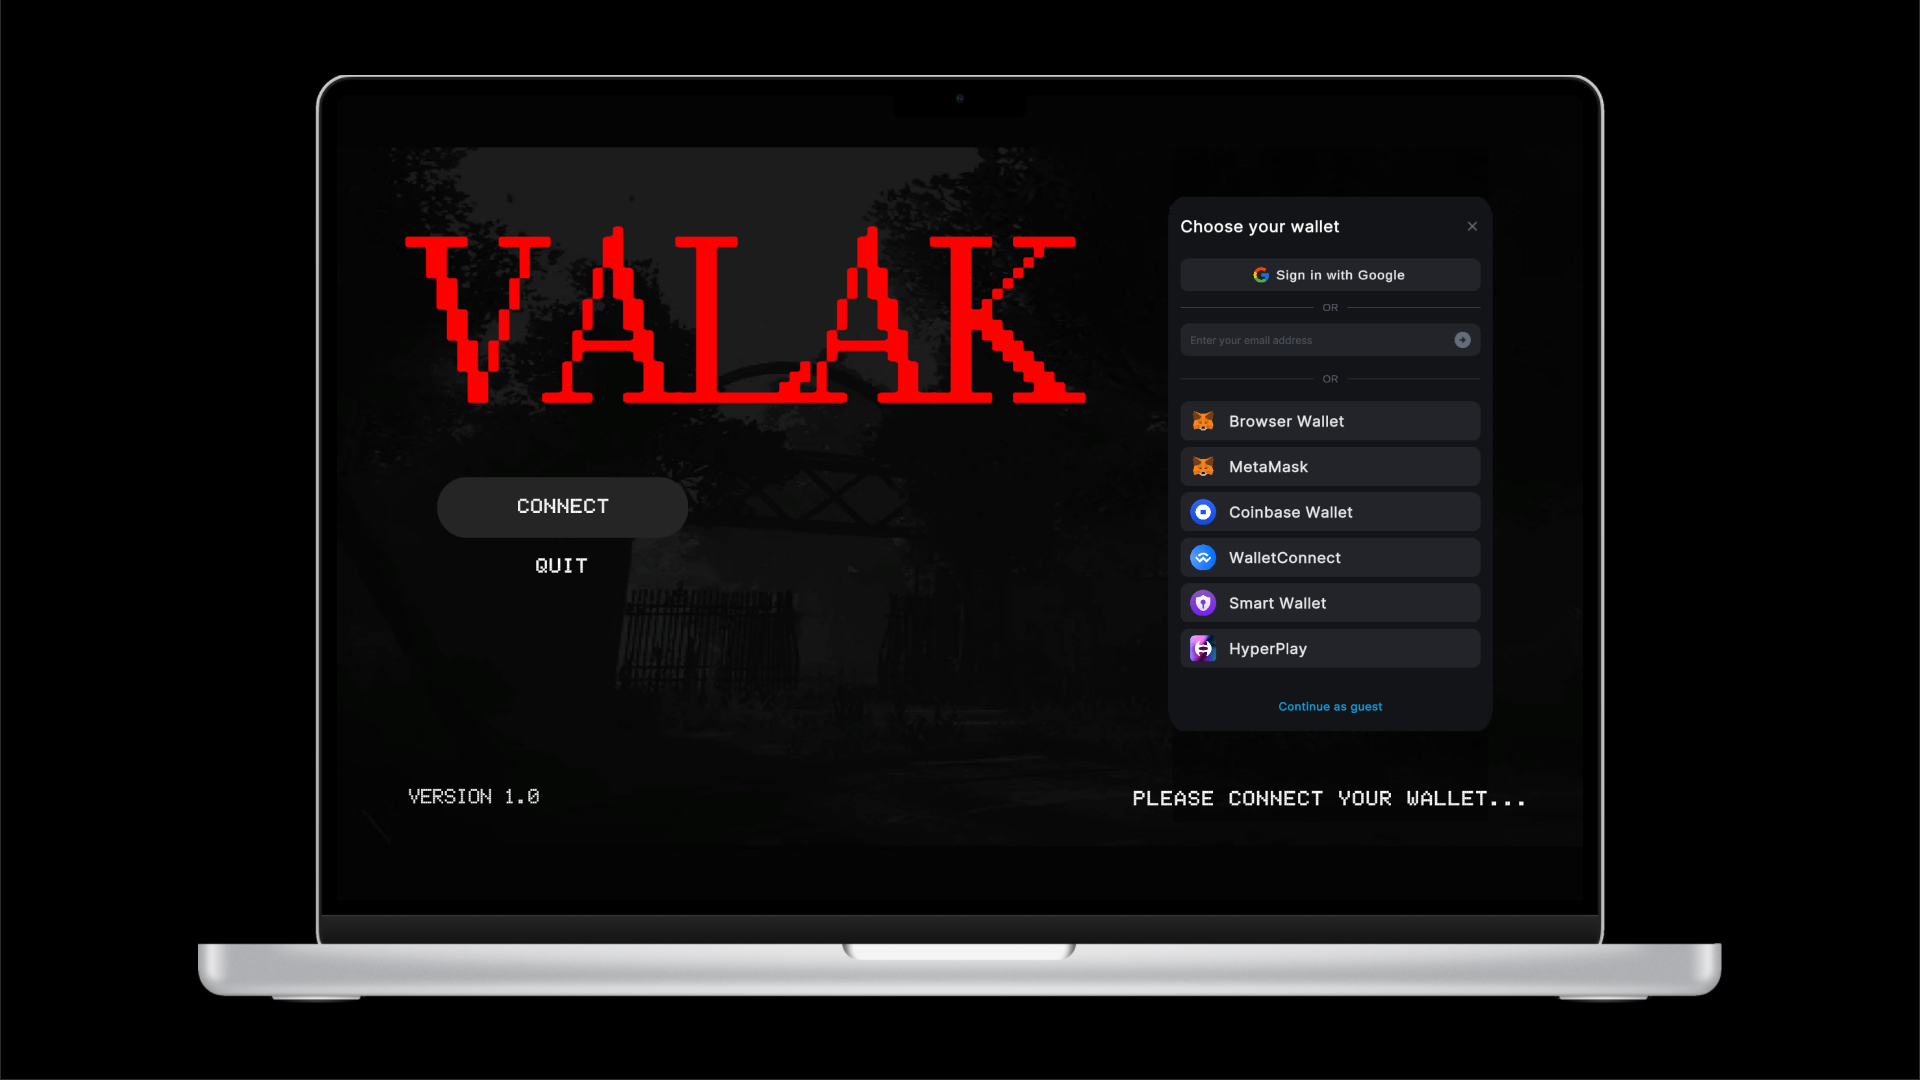 VALAK
CONNECT
QUIT
VERSION 1.0
Choose your wallet
Sign in with Google
OR
Enter your email address
OR
Browser Wallet
MetaMask
Coinbase Wallet
WalletConnect
Smart Wallet
HyperPlay
Continue as guest
PLEASE CONNECT YOUR WALLET...